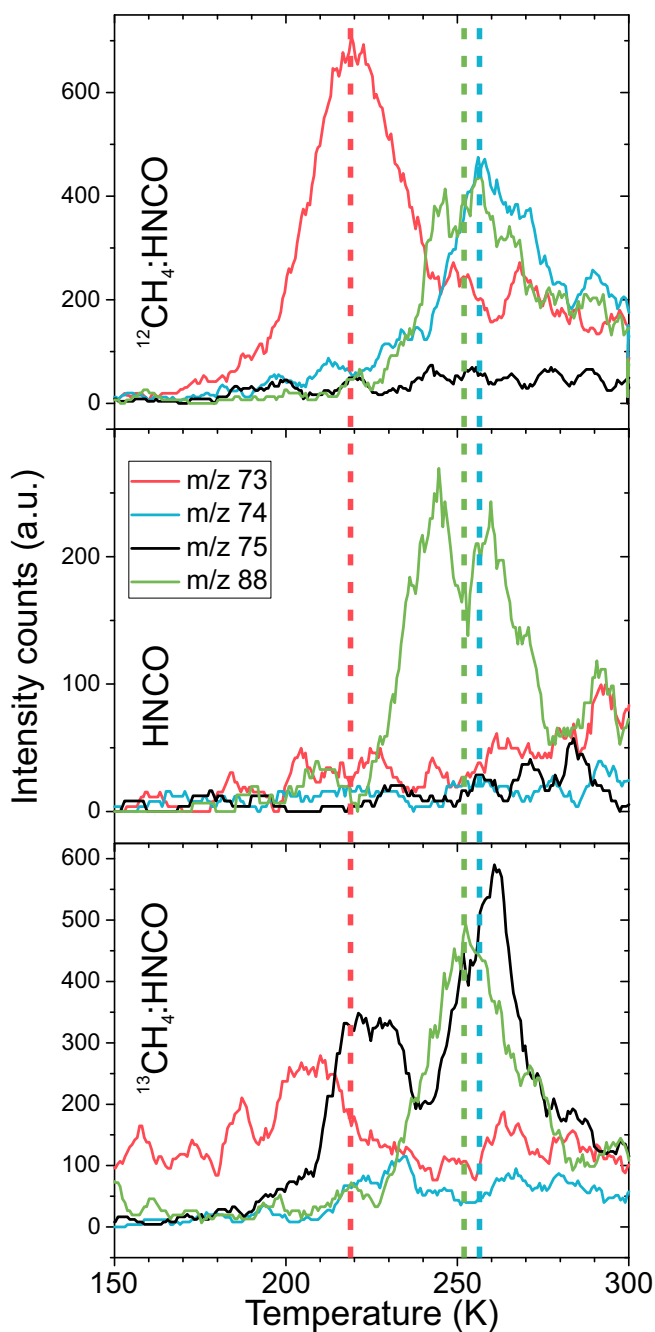 600
400
200
0
¹²CH₄:HNCO
m/z 73
m/z 74
m/z 75
m/z 88
200
100
0
HNCO
Intensity counts (a.u.)
600
500
400
300
200
100
0
¹³CH₄:HNCO
150 200 250 300
Temperature (K)